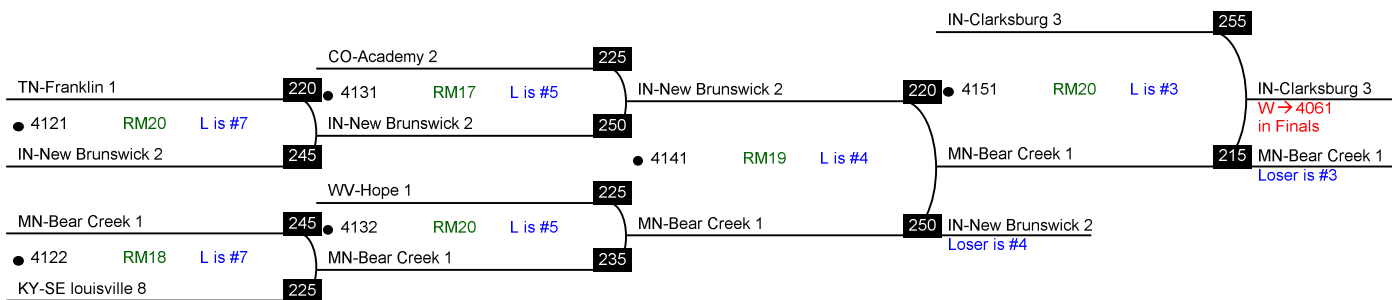 IN-Clarksburg 3
255
CO-Academy 2
225
TN-Franklin 1
220
4131 RM17 L is #5
IN-New Brunswick 2
220
4151 RM20 L is #3
IN-Clarksburg 3
W→4061
in Finals
4121 RM20 L is #7
IN-New Brunswick 2
250
IN-New Brunswick 2
245
4141 RM19 L is #4
MN-Bear Creek 1
215
MN-Bear Creek 1
Loser is #3
WV-Hope 1
225
MN-Bear Creek 1
245
4132 RM20 L is #5
MN-Bear Creek 1
250
IN-New Brunswick 2
Loser is #4
4122 RM18 L is #7
MN-Bear Creek 1
235
KY-SE louisville 8
225